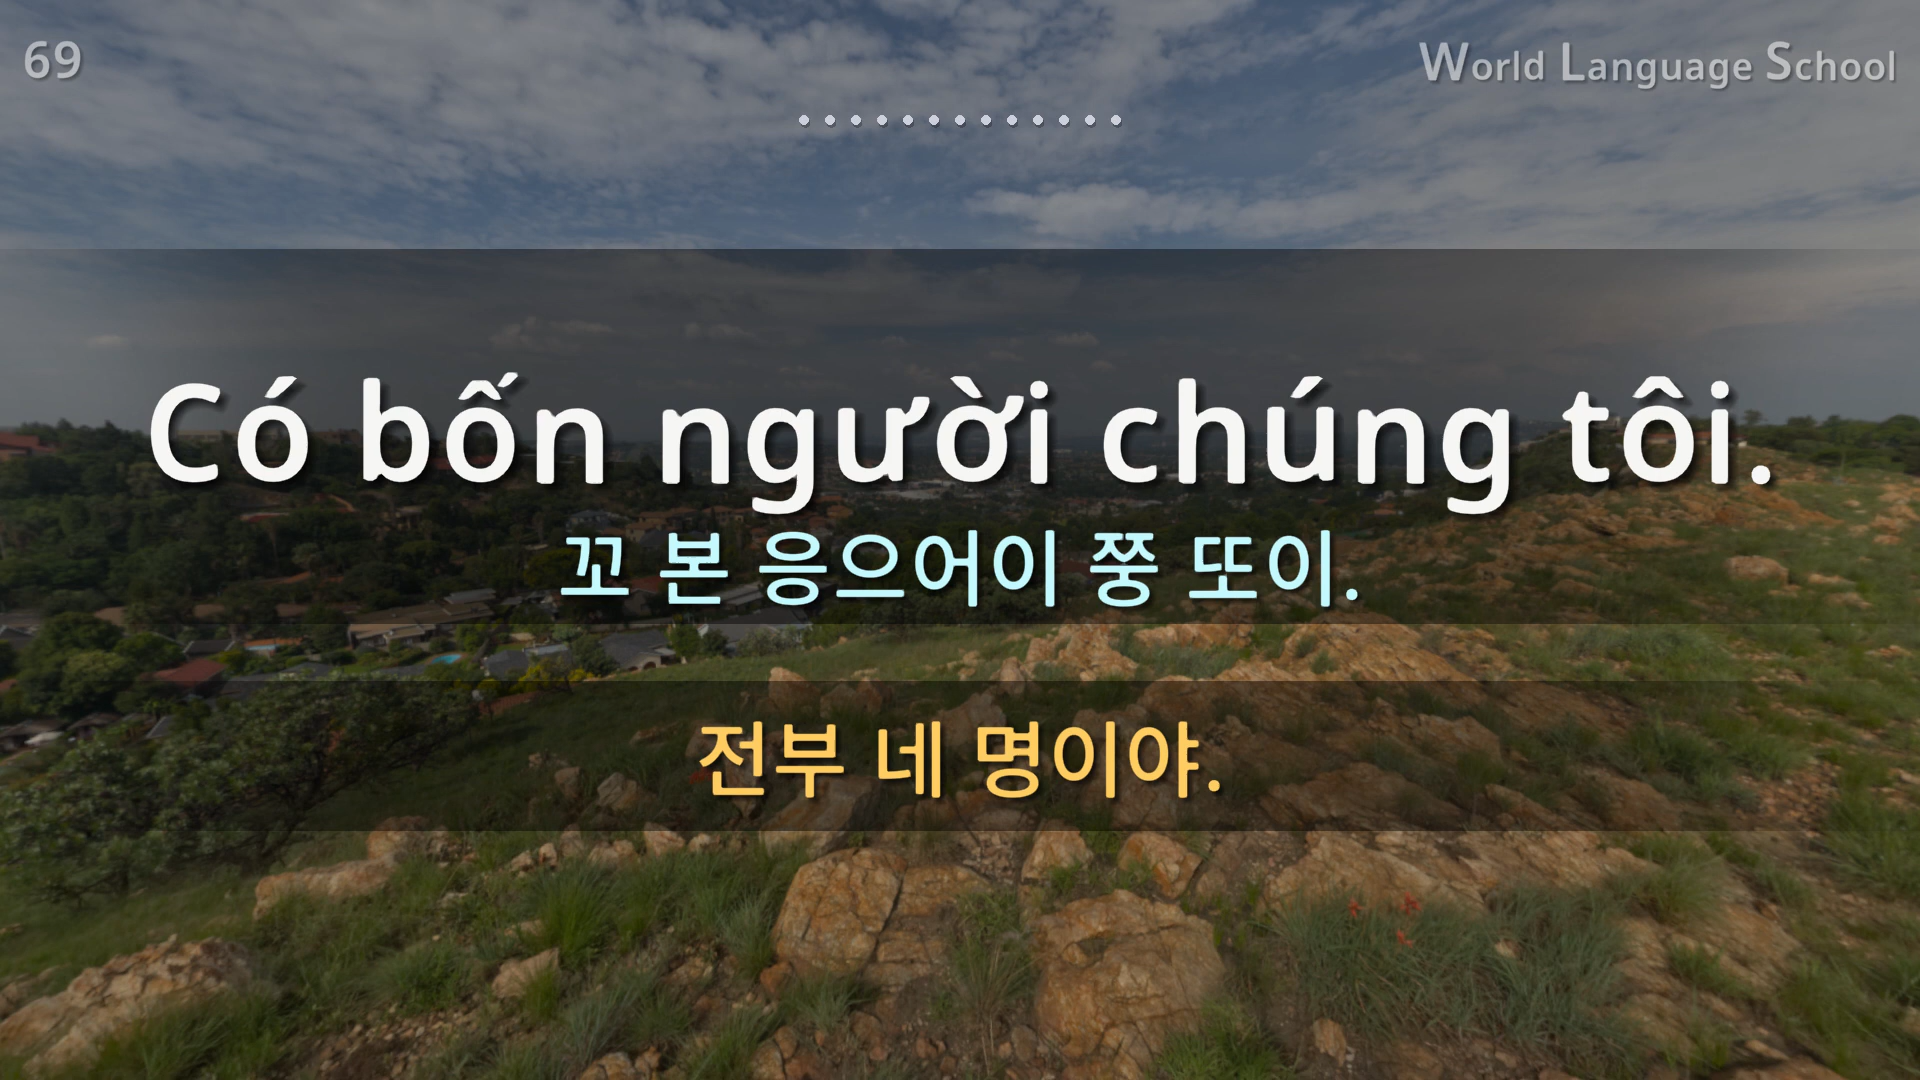 69
World Language School
Có bốn người chúng tôi.
꼬 본 응으어이 쭝 또이.
전부 네 명이야.